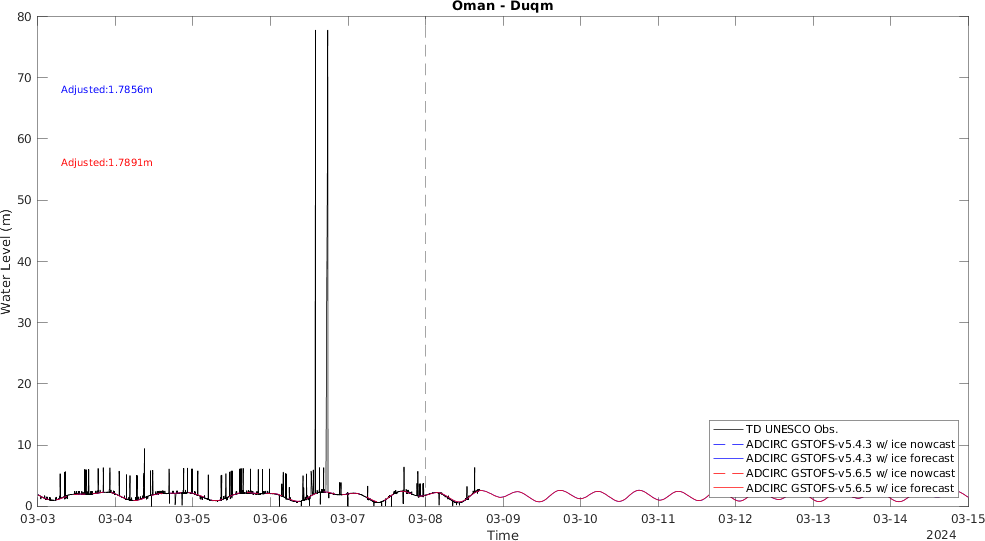 Oman - Duqm
80
70
60
50
40
30
20
10
0
Water Level (m)
Adjusted:1.7856m
Adjusted:1.7891m
TD UNESCO Obs.
ADCIRC GSTOFS-v5.4.3 w/ ice nowcast
ADCIRC GSTOFS-v5.4.3 w/ ice forecast
ADCIRC GSTOFS-v5.6.5 w/ ice nowcast
ADCIRC GSTOFS-v5.6.5 w/ ice forecast
03-03 03-04 03-05 03-06 03-07 03-08 03-09 03-10 03-11 03-12 03-13 03-14 03-15
Time
2024